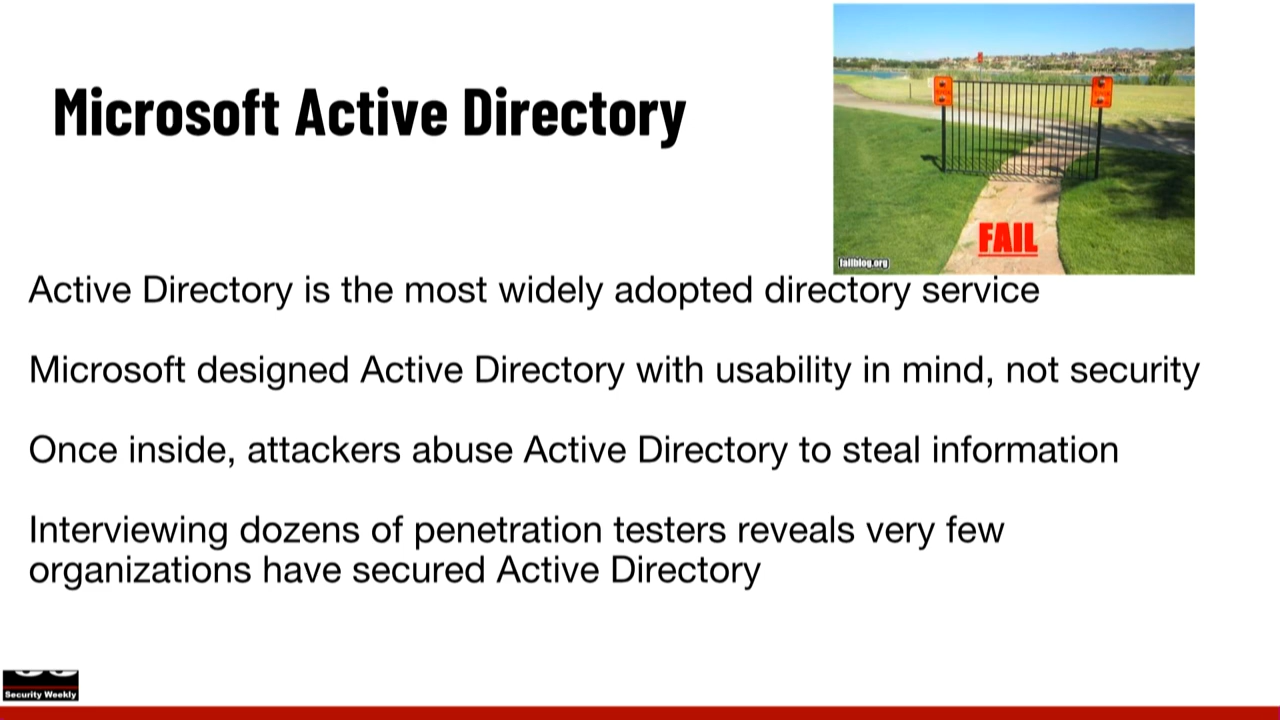 Microsoft Active Directory
FAIL
failblog.org
Active Directory is the most widely adopted directory service
Microsoft designed Active Directory with usability in mind, not security
Once inside, attackers abuse Active Directory to steal information
Interviewing dozens of penetration testers reveals very few
organizations have secured Active Directory
Security Weekly